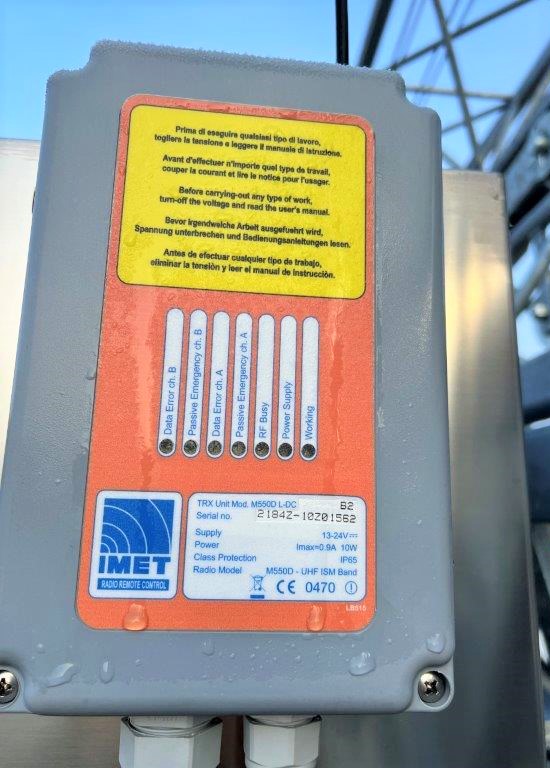 Prima di eseguire qualsiasi tipo di lavoro,
togliere la tensione e leggere il manuale di istruzione.
Avant d'effectuer n'importe quel type de travail,
couper la courant et lire le notice pour l'usager.
Before carrying-out any type of work,
turn-off the voltage and read the user's manual.
Bevor irgendwelche Arbeit ausgefuehrt wird,
Spannung unterbrechen und Bedienungsanleitungen lesen.
Antes de efectuar cualquier tipo de trabajo,
eliminar la tensiòn y leer el manual de instrucciòn.
Data Error ch. B
Passive Emergency ch. B
Data Error ch. A
Passive Emergency ch. A
RF Busy
Power Supply
Working
IMET
RADIO REMOTE CONTROL
TRX Unit Mod. M550D L-DC B2
Serial no. 2184Z-10Z01562
Supply 13-24V
Power Imax=0.9A 10W
Class Protection IP65
Radio Model M550D - UHF ISM Band
CE 0470
LB510